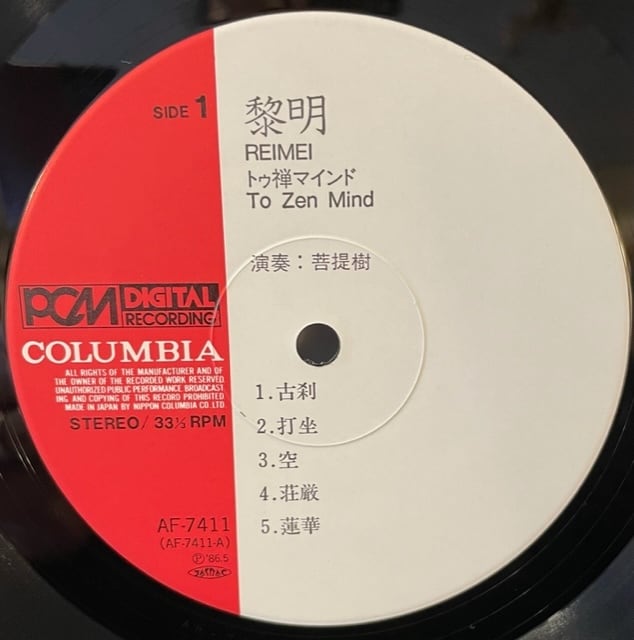 SIDE 1
黎明
REIMEI
トゥ禅マインド
To Zen Mind
演奏：菩提樹
PCM DIGITAL
RECORDING
COLUMBIA
ALL RIGHTS OF THE MANUFACTURER AND OF
THE OWNER OF THE RECORDED WORK RESERVED
UNAUTHORIZED PUBLIC PERFORMANCE BROADCAST
ING AND COPYING OF THIS RECORD PROHIBITED
MADE IN JAPAN BY NIPPON COLUMBIA CO.LTD
STEREO/33⅓ RPM
1.古刹
2.打坐
3.空
4.荘厳
5.蓮華
AF-7411
(AF-7411-A)
Ⓟ'86.5